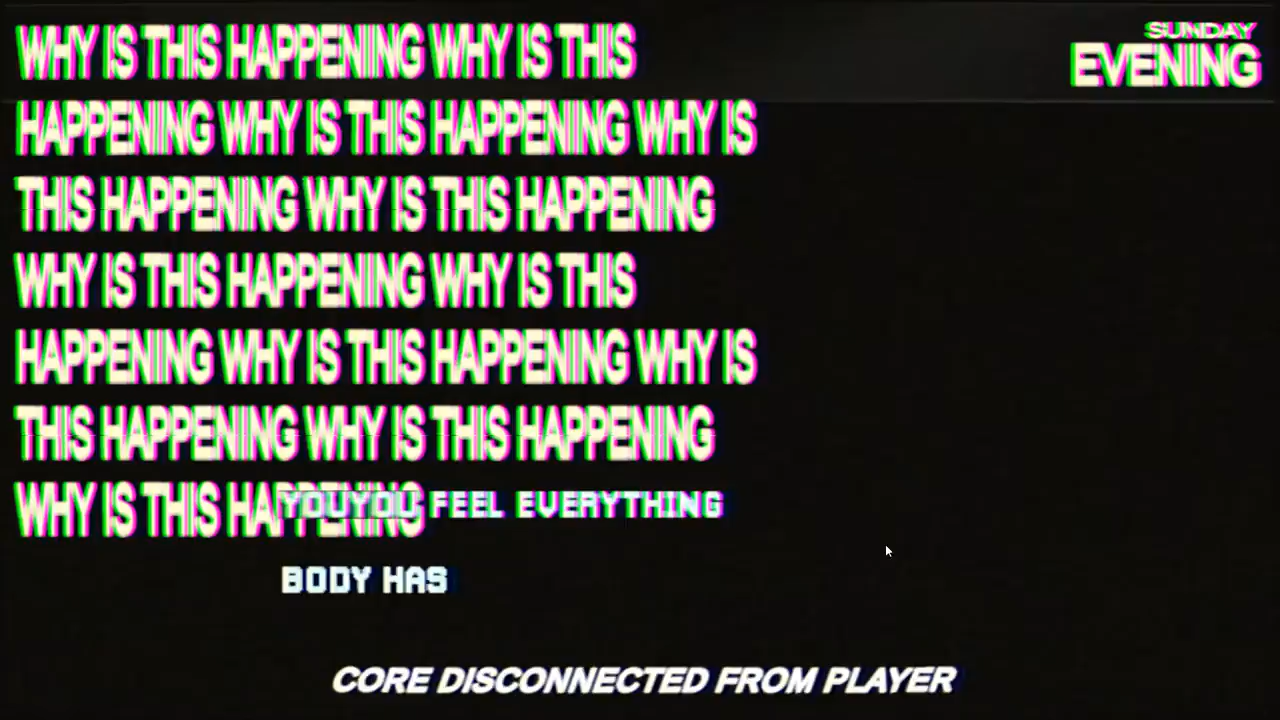 WHY IS THIS HAPPENING WHY IS THIS
HAPPENING WHY IS THIS HAPPENING WHY IS
THIS HAPPENING WHY IS THIS HAPPENING
WHY IS THIS HAPPENING WHY IS THIS
HAPPENING WHY IS THIS HAPPENING WHY IS
THIS HAPPENING WHY IS THIS HAPPENING
WHY IS THIS HAPPENING
SUNDAY
EVENING
YOUYOU FEEL EVERYTHING
BODY HAS
CORE DISCONNECTED FROM PLAYER